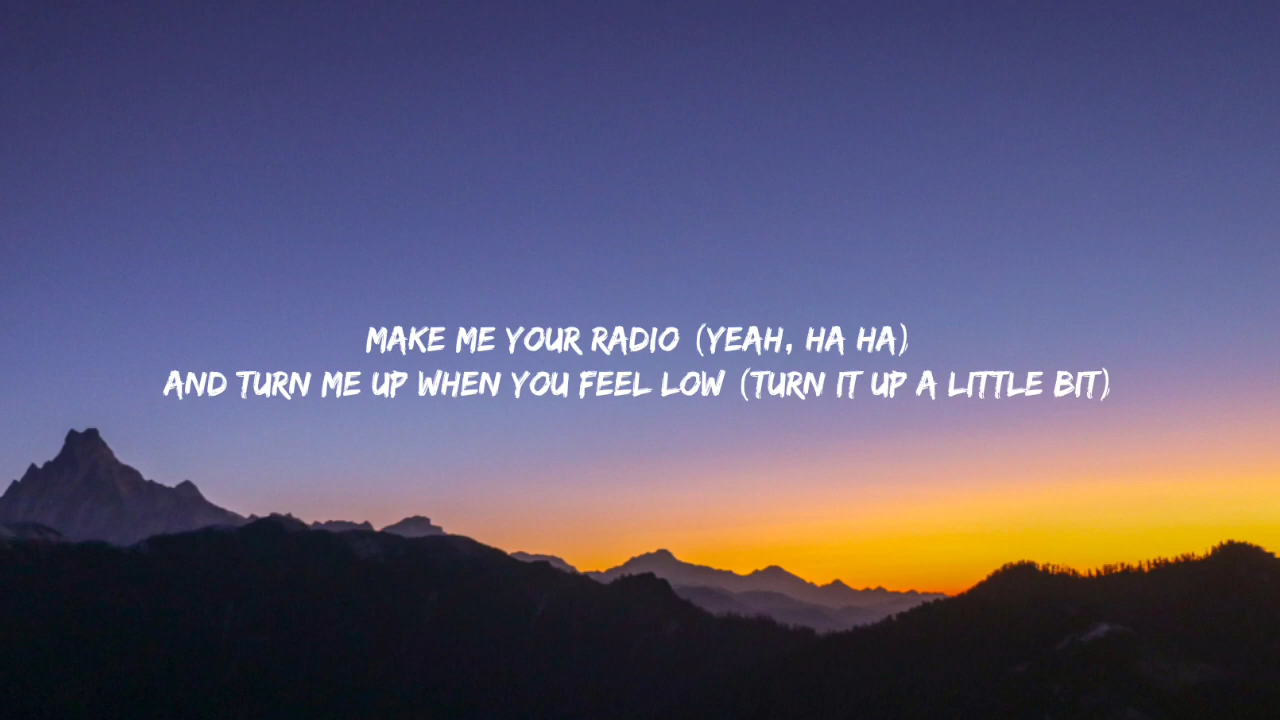 MAKE ME YOUR RADIO (YEAH, HA HA)
AND TURN ME UP WHEN YOU FEEL LOW (TURN IT UP A LITTLE BIT)